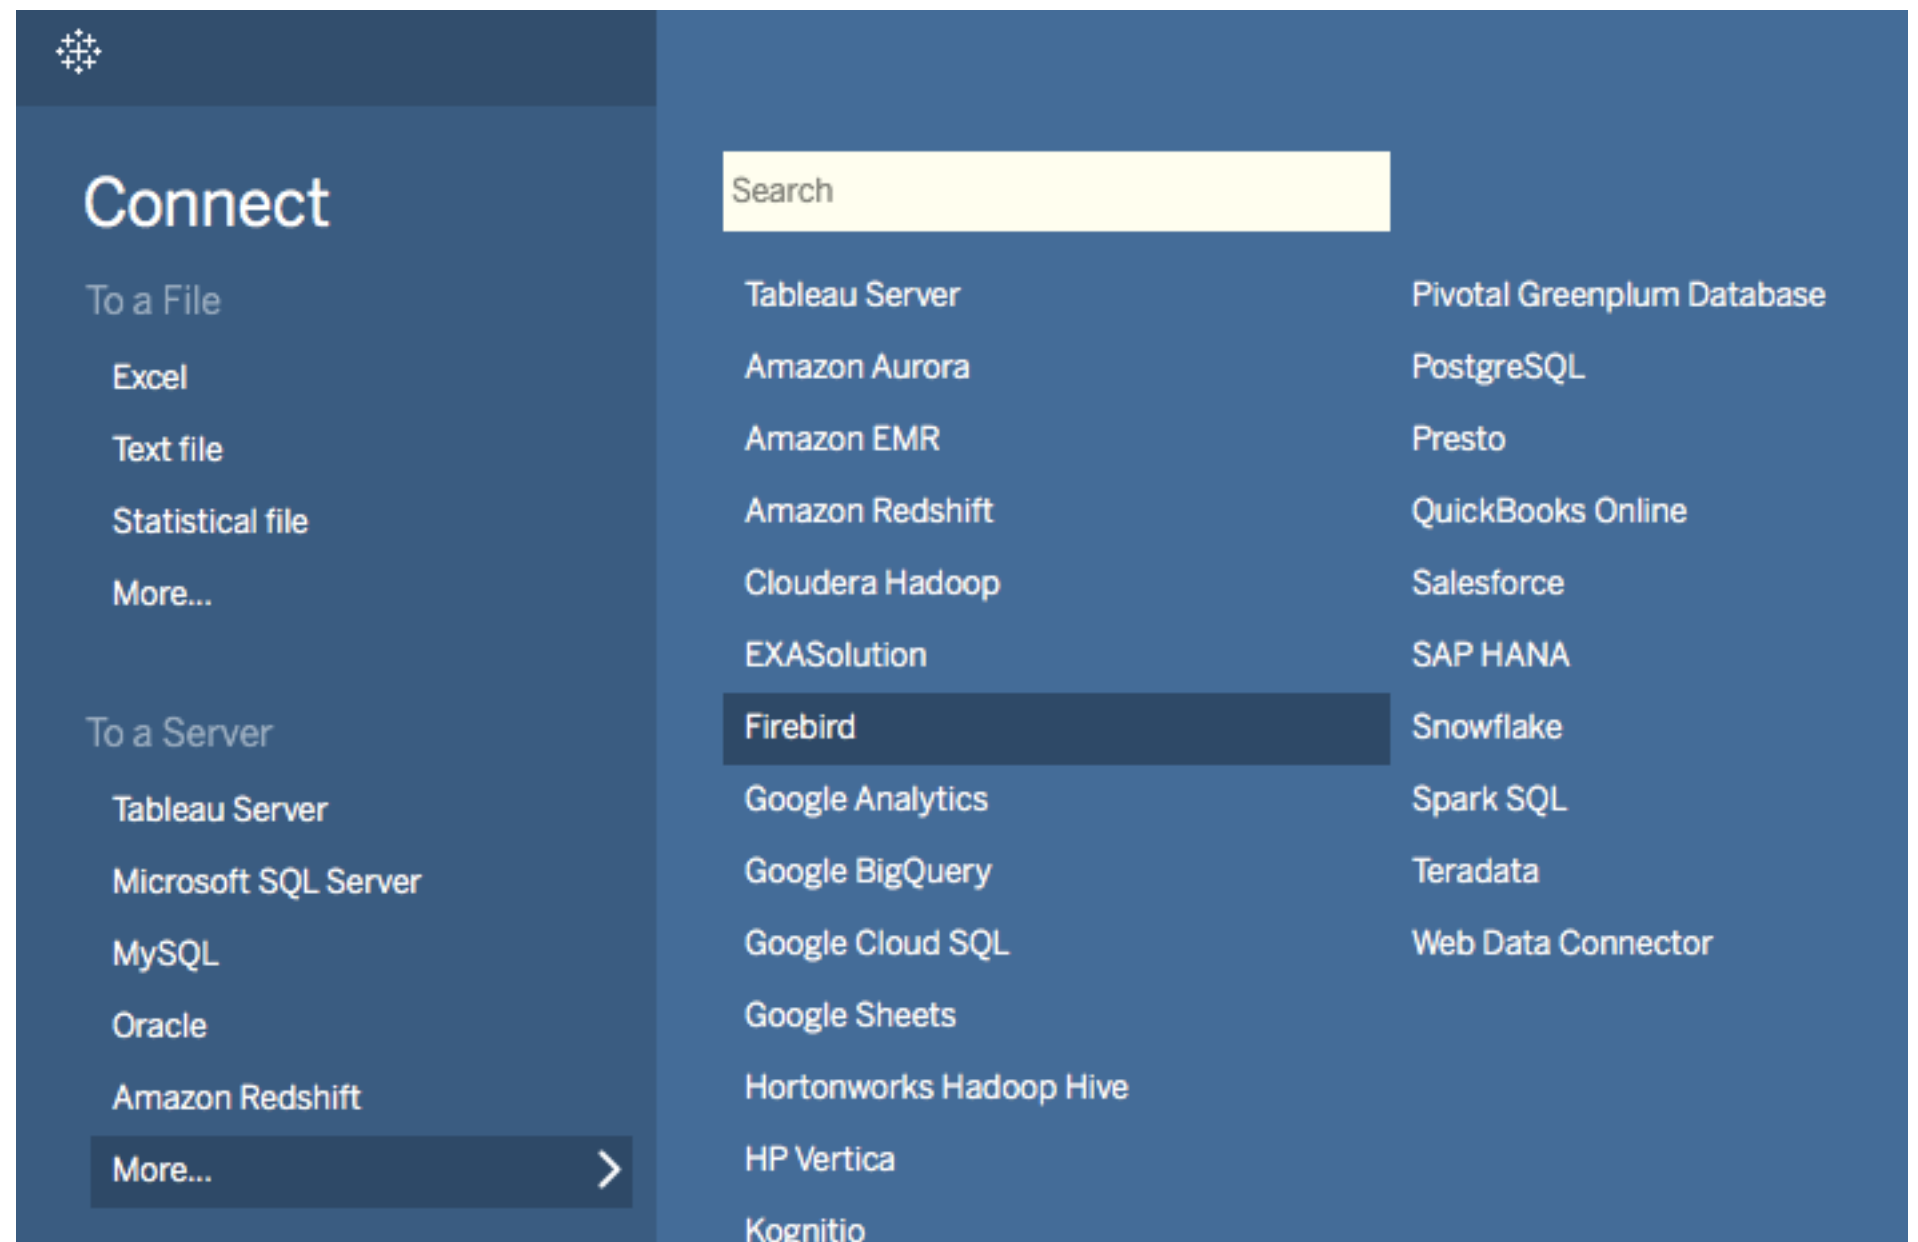 Connect
To a File
Excel
Text file
Statistical file
More...
To a Server
Tableau Server
Microsoft SQL Server
MySQL
Oracle
Amazon Redshift
More...
Search
Tableau Server
Amazon Aurora
Amazon EMR
Amazon Redshift
Cloudera Hadoop
EXASolution
Firebird
Google Analytics
Google BigQuery
Google Cloud SQL
Google Sheets
Hortonworks Hadoop Hive
HP Vertica
Kognitio
Pivotal Greenplum Database
PostgreSQL
Presto
QuickBooks Online
Salesforce
SAP HANA
Snowflake
Spark SQL
Teradata
Web Data Connector